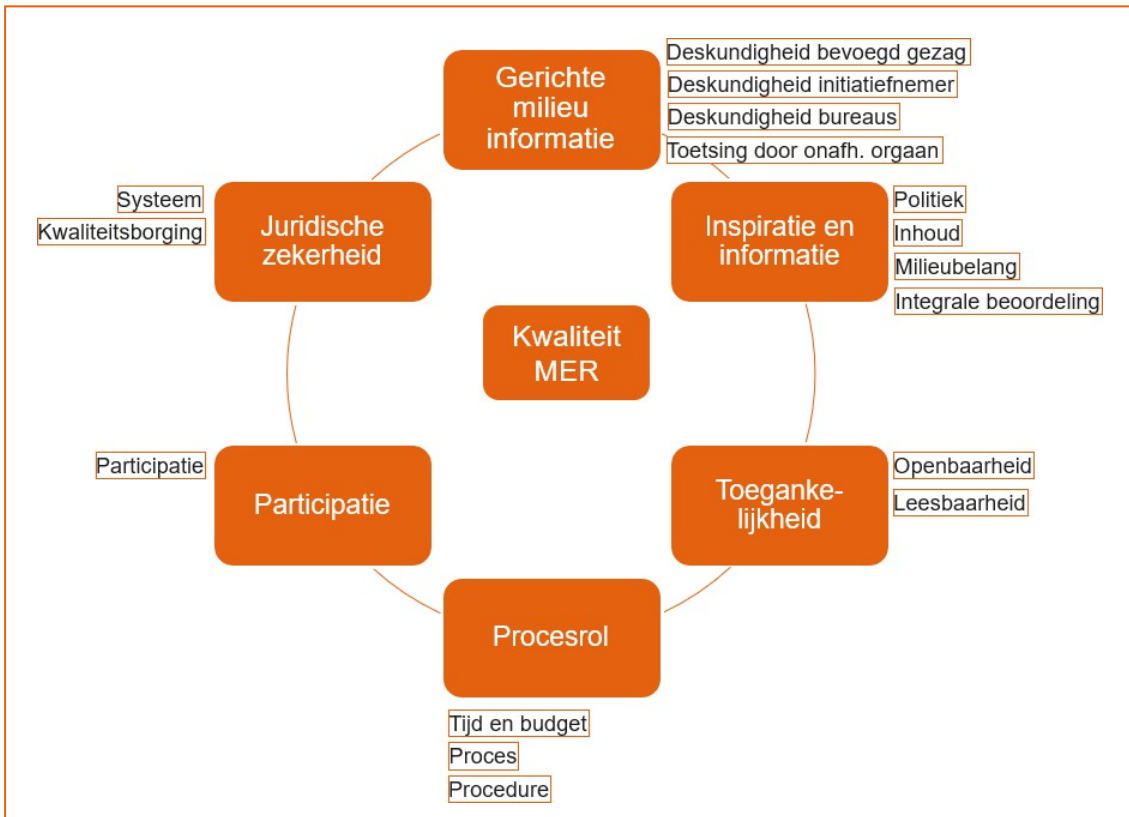 Gerichte
milieu
informatie
Deskundigheid bevoegd gezag
Deskundigheid initiatiefnemer
Deskundigheid bureaus
Toetsing door onafh. orgaan
Systeem
Kwaliteitsborging
Juridische
zekerheid
Inspiratie en
informatie
Politiek
Inhoud
Milieubelang
Integrale beoordeling
Kwaliteit
MER
Participatie
Participatie
Toeganke-
lijkheid
Openbaarheid
Leesbaarheid
Procesrol
Tijd en budget
Proces
Procedure